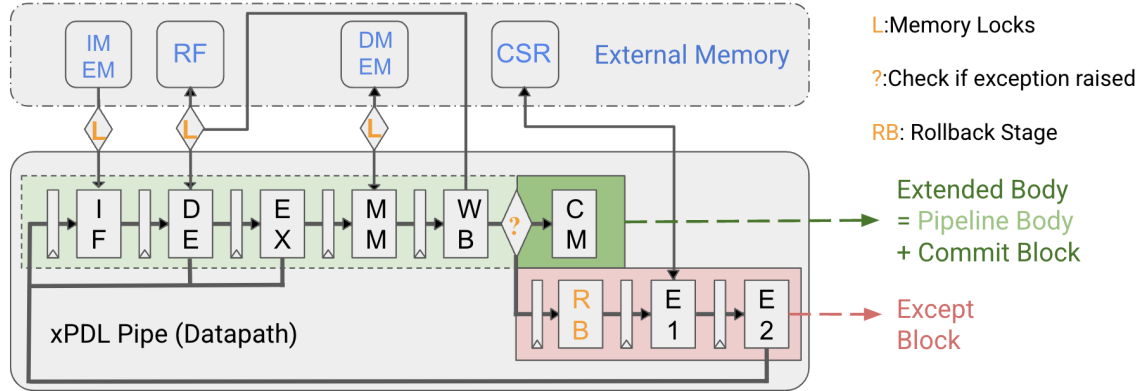 IM
EM
RF
DM
EM
CSR
External Memory
L
L
L
L:Memory Locks
?:Check if exception raised
RB: Rollback Stage
I
F
D
E
E
X
M
M
W
B
?
C
M
Extended Body
= Pipeline Body
+ Commit Block
R
B
E
1
E
2
xPDL Pipe (Datapath)
Except
Block